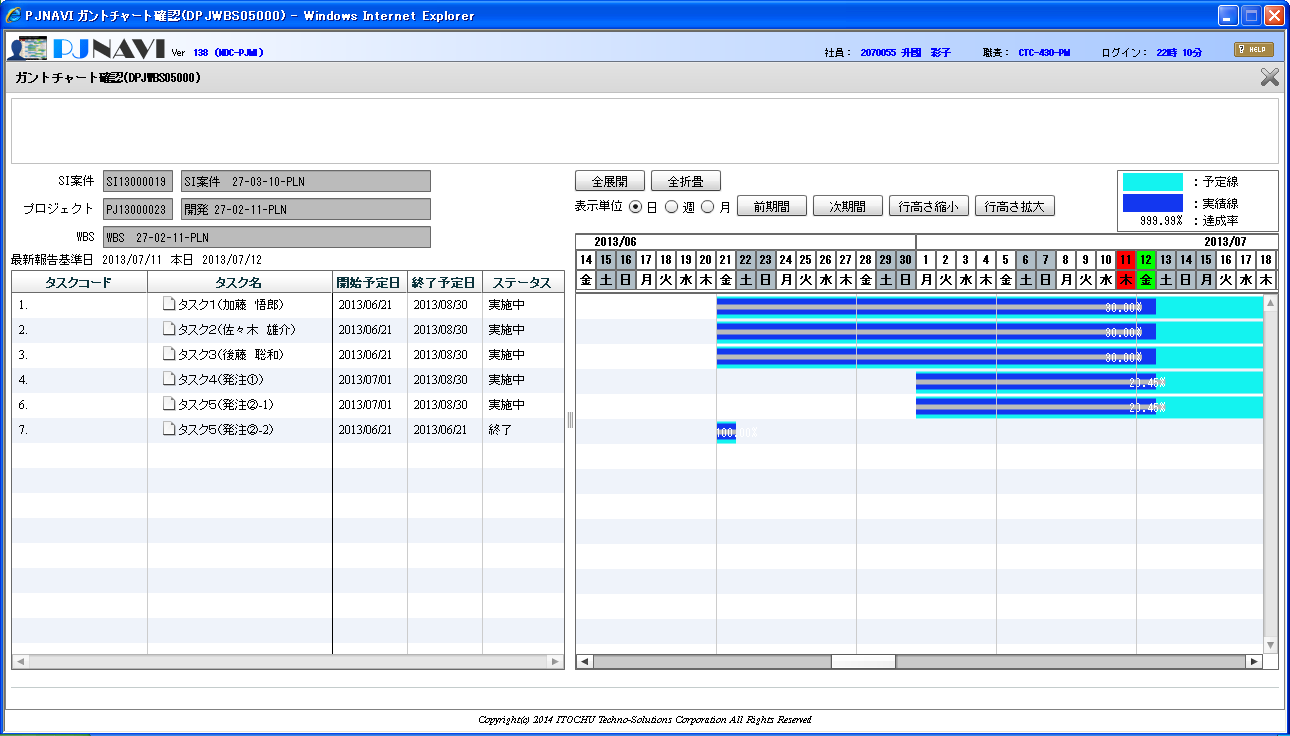 PJNAVI ガントチャート確認(DPJWBS05000) - Windows Internet Explorer
PJNAVI Ver 138 (NDC-PJMI) 社員： 2070055 升國 彩子 職責： CTC-430-PM ログイン： 22時 10分 ? HELP
ガントチャート確認(DPJWBS05000)
SI案件 SI13000019 SI案件 27-03-10-PLN
プロジェクト PJ13000023 開発 27-02-11-PLN
WBS WBS 27-02-11-PLN
最新報告基準日 2013/07/11 本日 2013/07/12
全展開 全折畳
表示単位 日 週 月 前期間 次期間 行高さ縮小 行高さ拡大
：予定線
：実績線
999.99% ：達成率
タスクコード タスク名 開始予定日 終了予定日 ステータス
1. タスク1(加藤 悟郎) 2013/06/21 2013/08/30 実施中
2. タスク2(佐々木 雄介) 2013/06/21 2013/08/30 実施中
3. タスク3(後藤 聡和) 2013/06/21 2013/08/30 実施中
4. タスク4(発注①) 2013/07/01 2013/08/30 実施中
6. タスク5(発注②-1) 2013/07/01 2013/08/30 実施中
7. タスク5(発注②-2) 2013/06/21 2013/06/21 終了
2013/06 2013/07
14 15 16 17 18 19 20 21 22 23 24 25 26 27 28 29 30 1 2 3 4 5 6 7 8 9 10 11 12 13 14 15 16 17 18
金 土 日 月 火 水 木 金 土 日 月 火 水 木 金 土 日 月 火 水 木 金 土 日 月 火 水 木 金 土 日 月 火 水 木
30.00%
30.00%
30.00%
20.45%
20.45%
100.00%
Copyright(c) 2014 ITOCHU Techno-Solutions Corporation All Rights Reserved